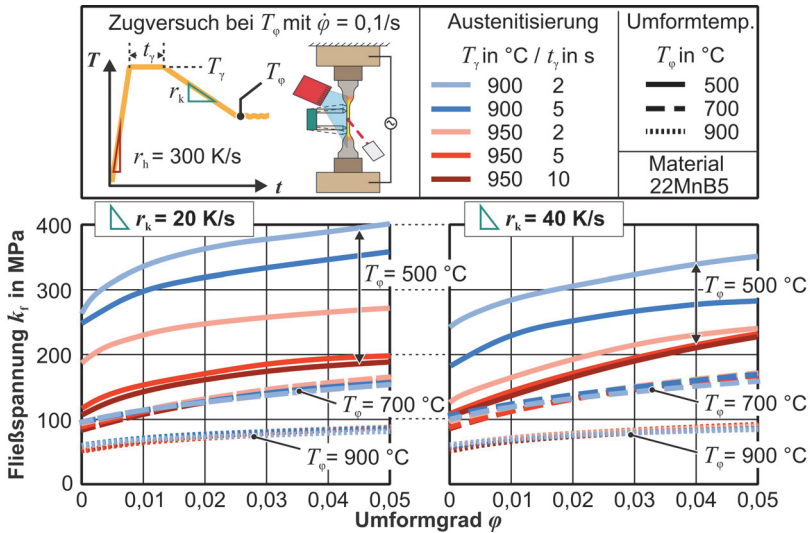 Zugversuch bei Tφ mit φ̇ = 0,1/s
T
tγ
Tγ
Tφ
rk
rh = 300 K/s
t
Austenitisierung
Tγ in °C / tγ in s
900 2
900 5
950 2
950 5
950 10
Umformtemp.
Tφ in °C
500
700
900
Material
22MnB5
rk = 20 K/s
rk = 40 K/s
Fließspannung kf in MPa
400
300
200
100
0
Tφ = 500 °C
Tφ = 700 °C
Tφ = 900 °C
Tφ = 500 °C
Tφ = 700 °C
Tφ = 900 °C
0 0,01 0,02 0,03 0,04 0,05
0 0,01 0,02 0,03 0,04 0,05
Umformgrad φ